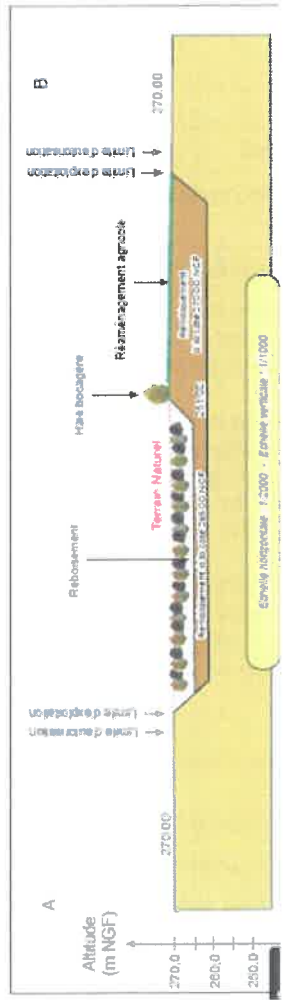 A
B
Altitude
(m NGF)
270.0
260.0
250.0
270.00
270.00
Limite d'autorisation
Limite d'exploitation
Reboisement
Terrain Naturel
Haie bocagère
Réaménagement agricole
Limite d'exploitation
Limite d'autorisation
Remblaiement
Echelle horizontale : 1/2000 - Echelle verticale : 1/1000